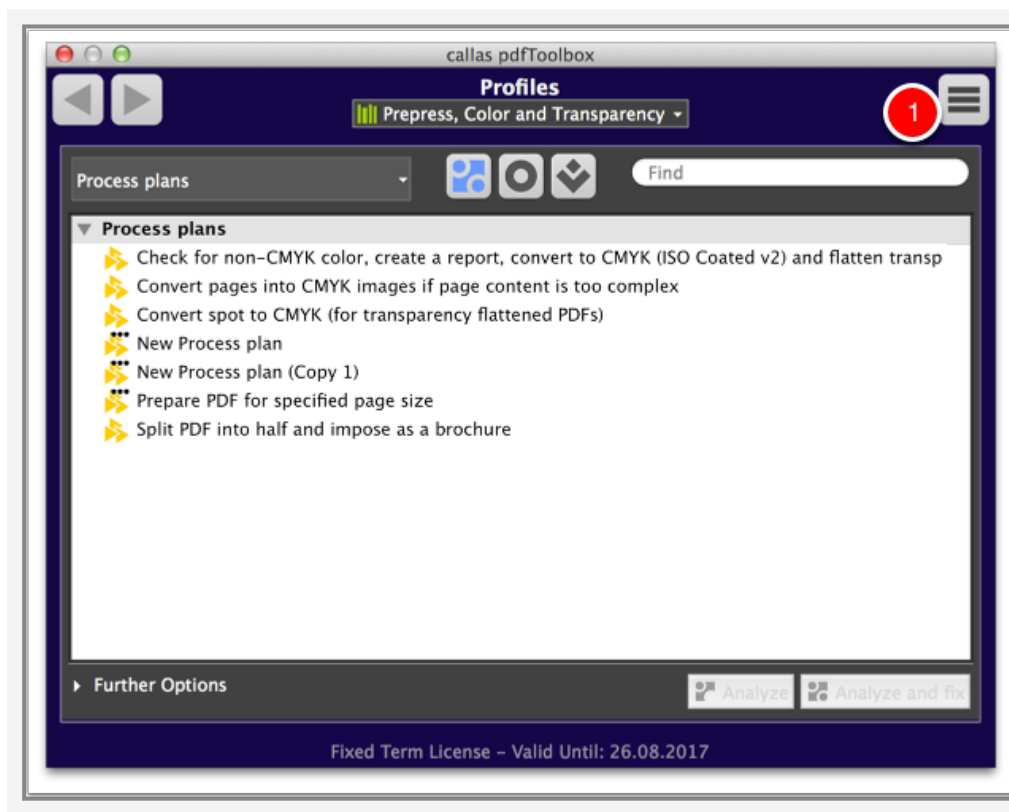 callas pdfToolbox
Profiles
Prepress, Color and Transparency
1
Process plans
Find
Process plans
Check for non-CMYK color, create a report, convert to CMYK (ISO Coated v2) and flatten transp
Convert pages into CMYK images if page content is too complex
Convert spot to CMYK (for transparency flattened PDFs)
New Process plan
New Process plan (Copy 1)
Prepare PDF for specified page size
Split PDF into half and impose as a brochure
Further Options
Analyze
Analyze and fix
Fixed Term License – Valid Until: 26.08.2017